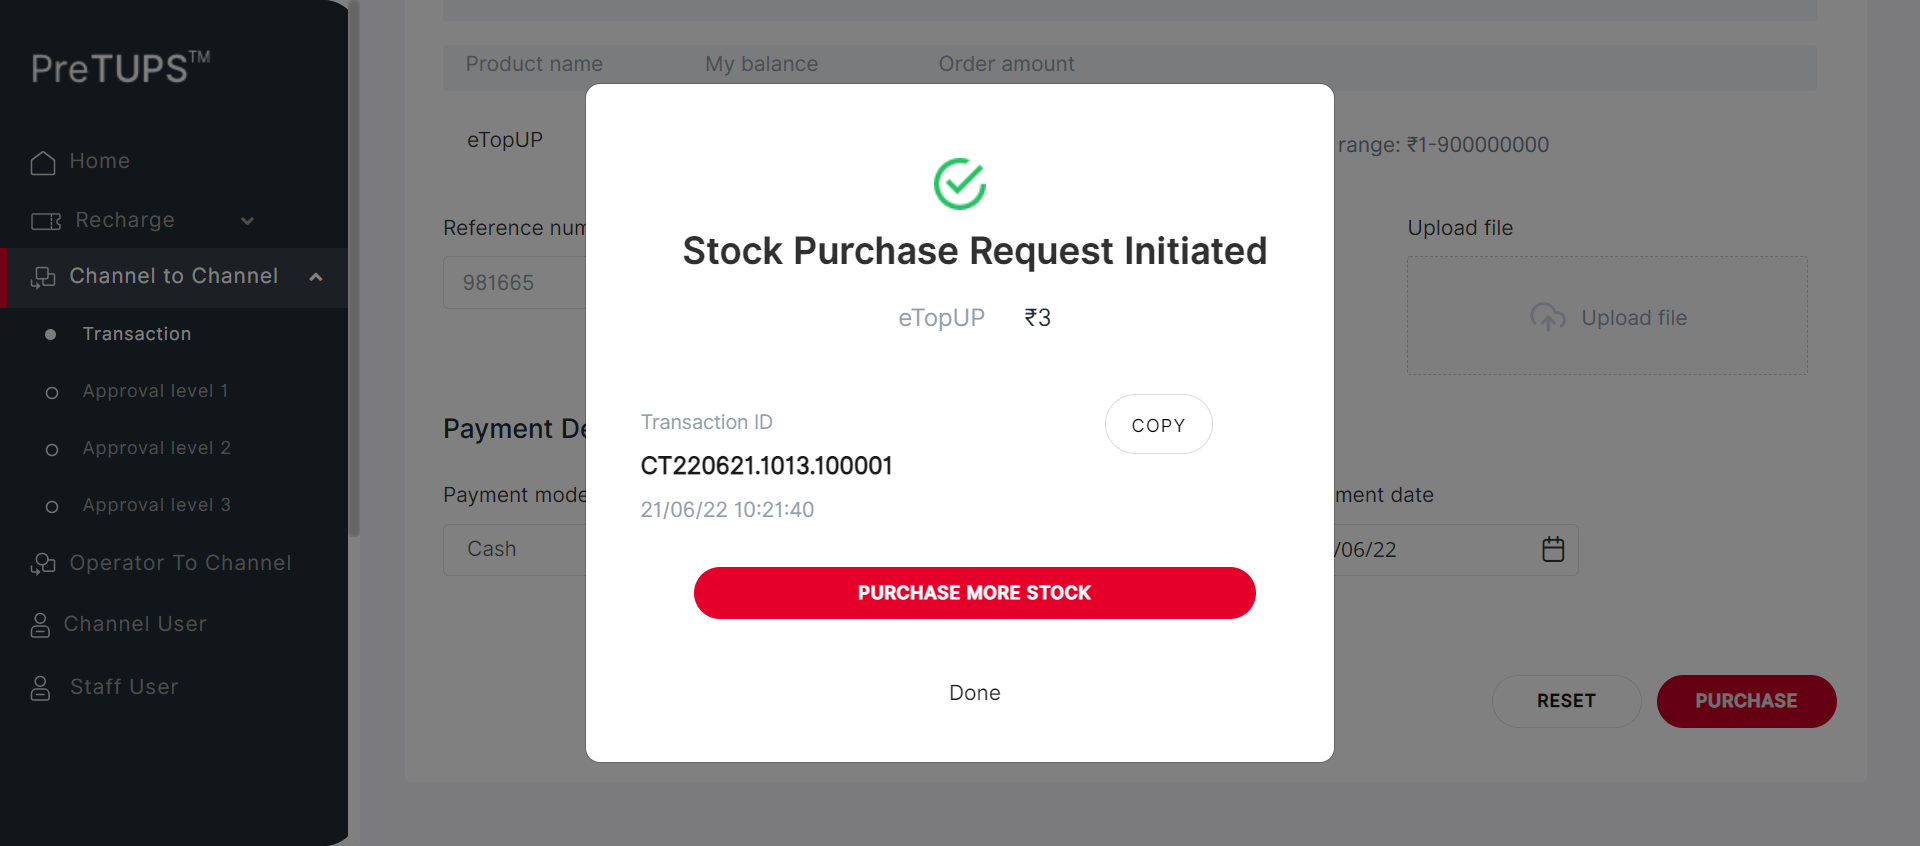 PreTUPS™
Home
Recharge
Channel to Channel
Transaction
Approval level 1
Approval level 2
Approval level 3
Operator To Channel
Channel User
Staff User
Product name My balance Order amount
eTopUP
range: ₹1-900000000
Reference num
981665
Upload file
Upload file
Payment De
Payment mode
Cash
ment date
/06/22
RESET
PURCHASE
Stock Purchase Request Initiated
eTopUP ₹3
Transaction ID
COPY
CT220621.1013.100001
21/06/22 10:21:40
PURCHASE MORE STOCK
Done